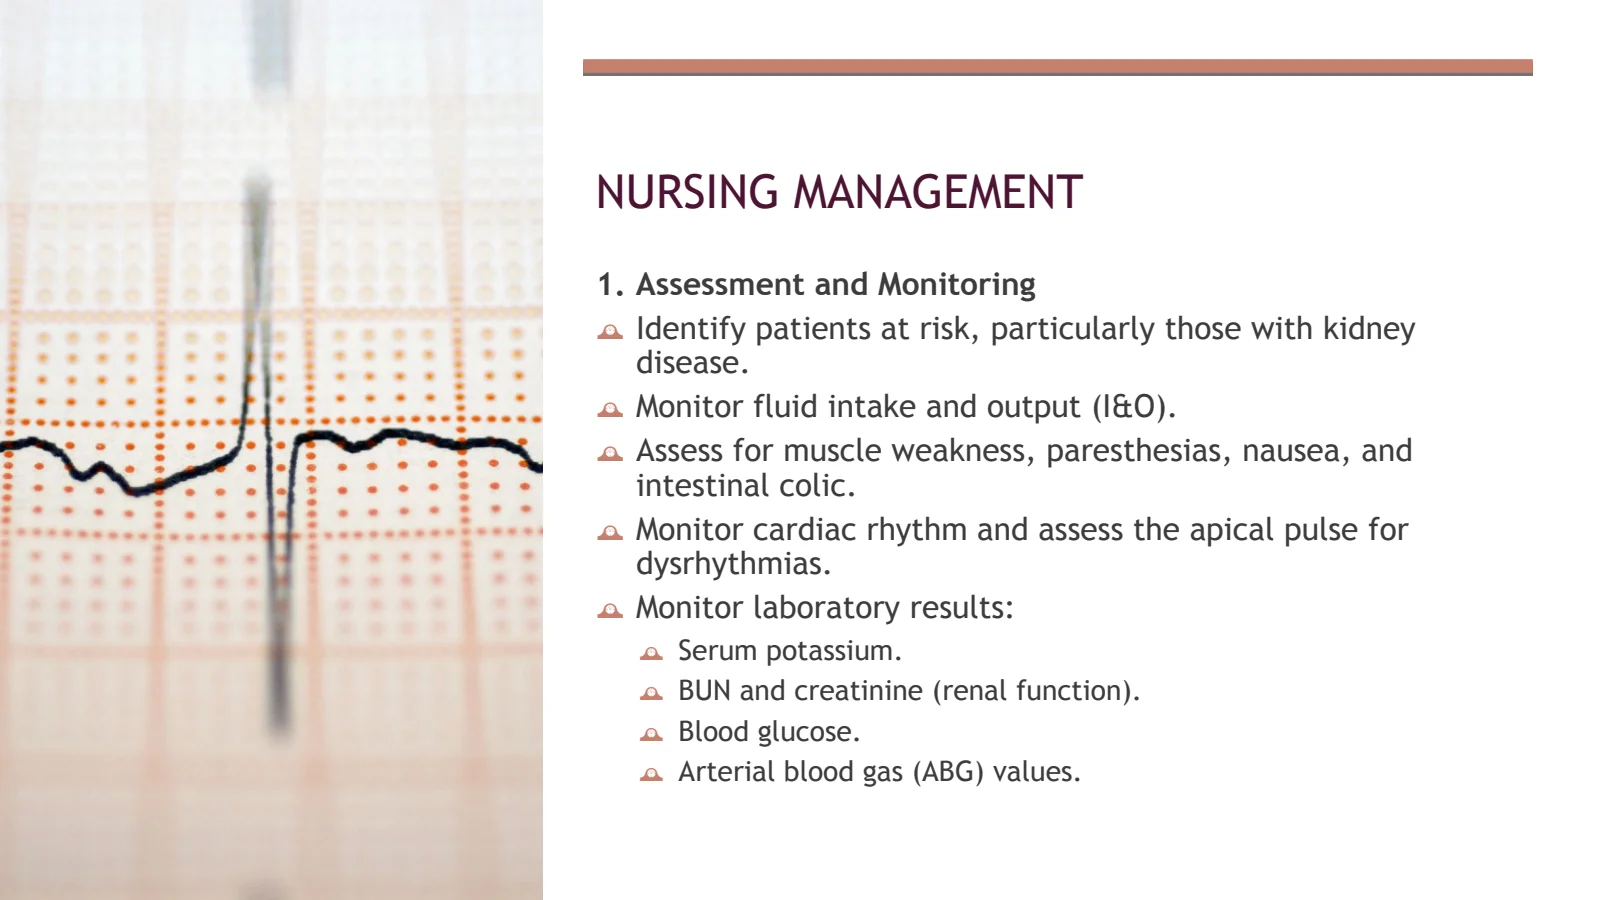 NURSING MANAGEMENT
1. Assessment and Monitoring
Identify patients at risk, particularly those with kidney
disease.
Monitor fluid intake and output (I&O).
Assess for muscle weakness, paresthesias, nausea, and
intestinal colic.
Monitor cardiac rhythm and assess the apical pulse for
dysrhythmias.
Monitor laboratory results:
Serum potassium.
BUN and creatinine (renal function).
Blood glucose.
Arterial blood gas (ABG) values.